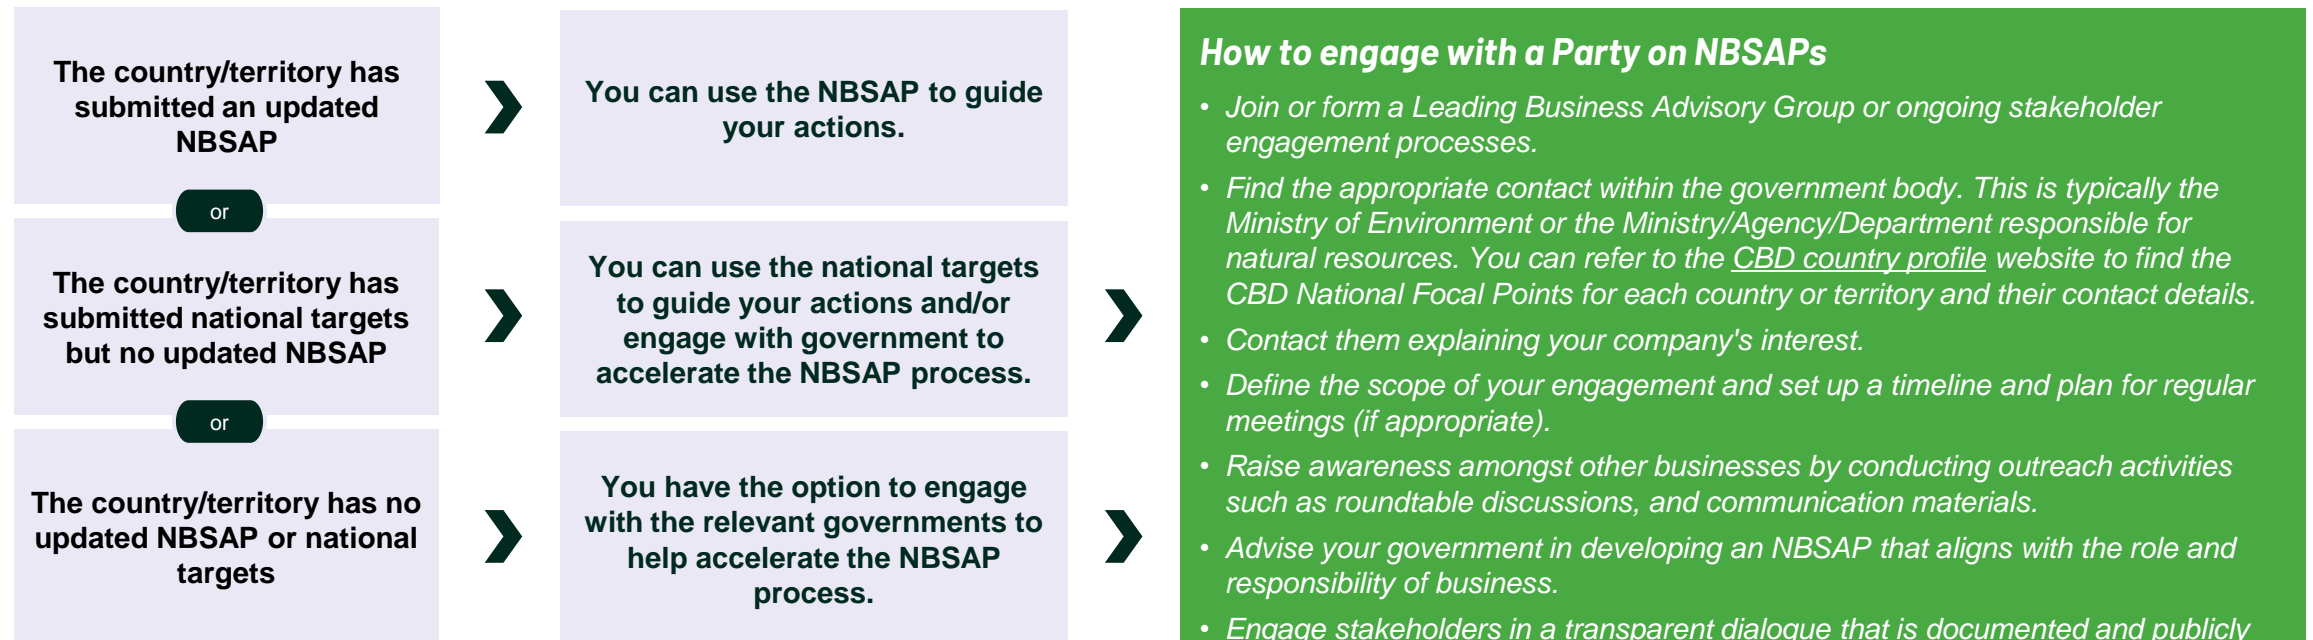 The country/territory has
submitted an updated
NBSAP
You can use the NBSAP to guide
your actions.
or
The country/territory has
submitted national targets
but no updated NBSAP
You can use the national targets
to guide your actions and/or
engage with government to
accelerate the NBSAP process.
or
The country/territory has no
updated NBSAP or national
targets
You have the option to engage
with the relevant governments to
help accelerate the NBSAP
process.
How to engage with a Party on NBSAPs
• Join or form a Leading Business Advisory Group or ongoing stakeholder
engagement processes.
• Find the appropriate contact within the government body. This is typically the
Ministry of Environment or the Ministry/Agency/Department responsible for
natural resources. You can refer to the CBD country profile website to find the
CBD National Focal Points for each country or territory and their contact details.
• Contact them explaining your company's interest.
• Define the scope of your engagement and set up a timeline and plan for regular
meetings (if appropriate).
• Raise awareness amongst other businesses by conducting outreach activities
such as roundtable discussions, and communication materials.
• Advise your government in developing an NBSAP that aligns with the role and
responsibility of business.
• Engage stakeholders in a transparent dialogue that is documented and publicly